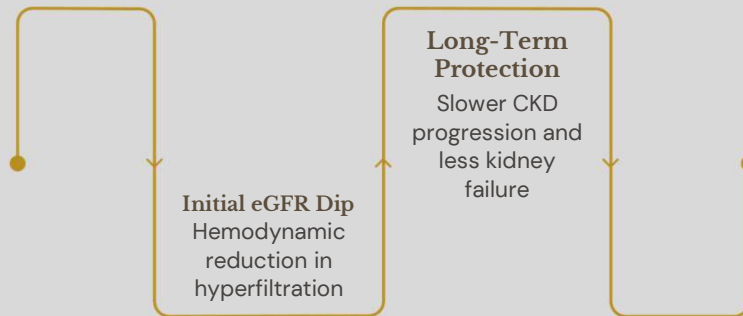 Initial eGFR Dip
Hemodynamic
reduction in
hyperfiltration
Long-Term
Protection
Slower CKD
progression and
less kidney
failure